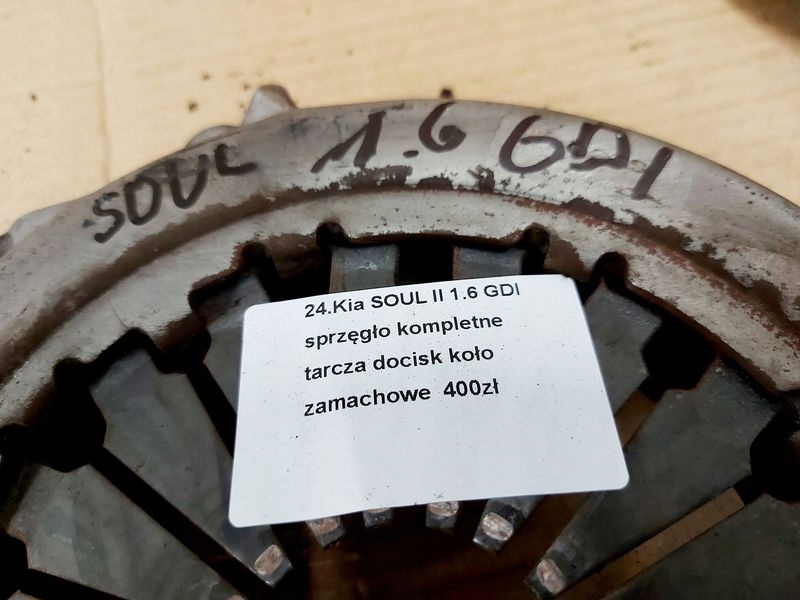 SOUL 1.6 GDI
24.Kia SOUL II 1.6 GDI
sprzęgło kompletne
tarcza docisk koło
zamachowe 400zł